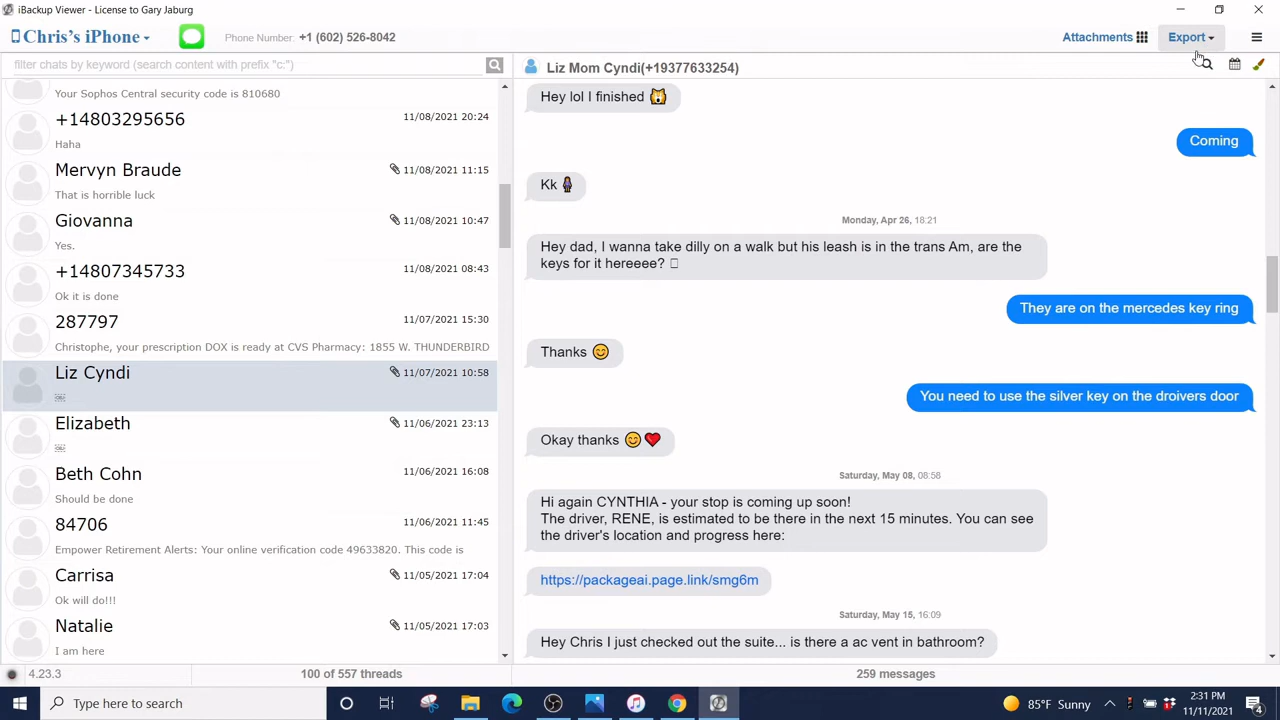 iBackup Viewer - License to Gary Jaburg
Chris's iPhone
Phone Number: +1 (602) 526-8042
Attachments
Export
filter chats by keyword (search content with prefix "c:")
Your Sophos Central security code is 810680
+14803295656
11/08/2021 20:24
Haha
Mervyn Braude
11/08/2021 11:15
That is horrible luck
Giovanna
11/08/2021 10:47
Yes.
+14807345733
11/08/2021 08:43
Ok it is done
287797
11/07/2021 15:30
Christophe, your prescription DOX is ready at CVS Pharmacy: 1855 W. THUNDERBIRD
Liz Cyndi
11/07/2021 10:58
Elizabeth
11/06/2021 23:13
Beth Cohn
11/06/2021 16:08
Should be done
84706
11/06/2021 11:45
Empower Retirement Alerts: Your online verification code 49633820. This code is
Carrisa
11/05/2021 17:04
Ok will do!!!
Natalie
11/05/2021 17:03
I am here
4.23.3
100 of 557 threads
Liz Mom Cyndi(+19377633254)
Hey lol I finished 🐯
Coming
Kk 🧍‍♀️
Monday, Apr 26, 18:21
Hey dad, I wanna take dilly on a walk but his leash is in the trans Am, are the
keys for it hereeee?
They are on the mercedes key ring
Thanks 😊
You need to use the silver key on the droivers door
Okay thanks 😊❤️
Saturday, May 08, 08:58
Hi again CYNTHIA - your stop is coming up soon!
The driver, RENE, is estimated to be there in the next 15 minutes. You can see
the driver's location and progress here:
https://packageai.page.link/smg6m
Saturday, May 15, 16:09
Hey Chris I just checked out the suite... is there a ac vent in bathroom?
259 messages
Type here to search
85°F Sunny
2:31 PM
11/11/2021
4